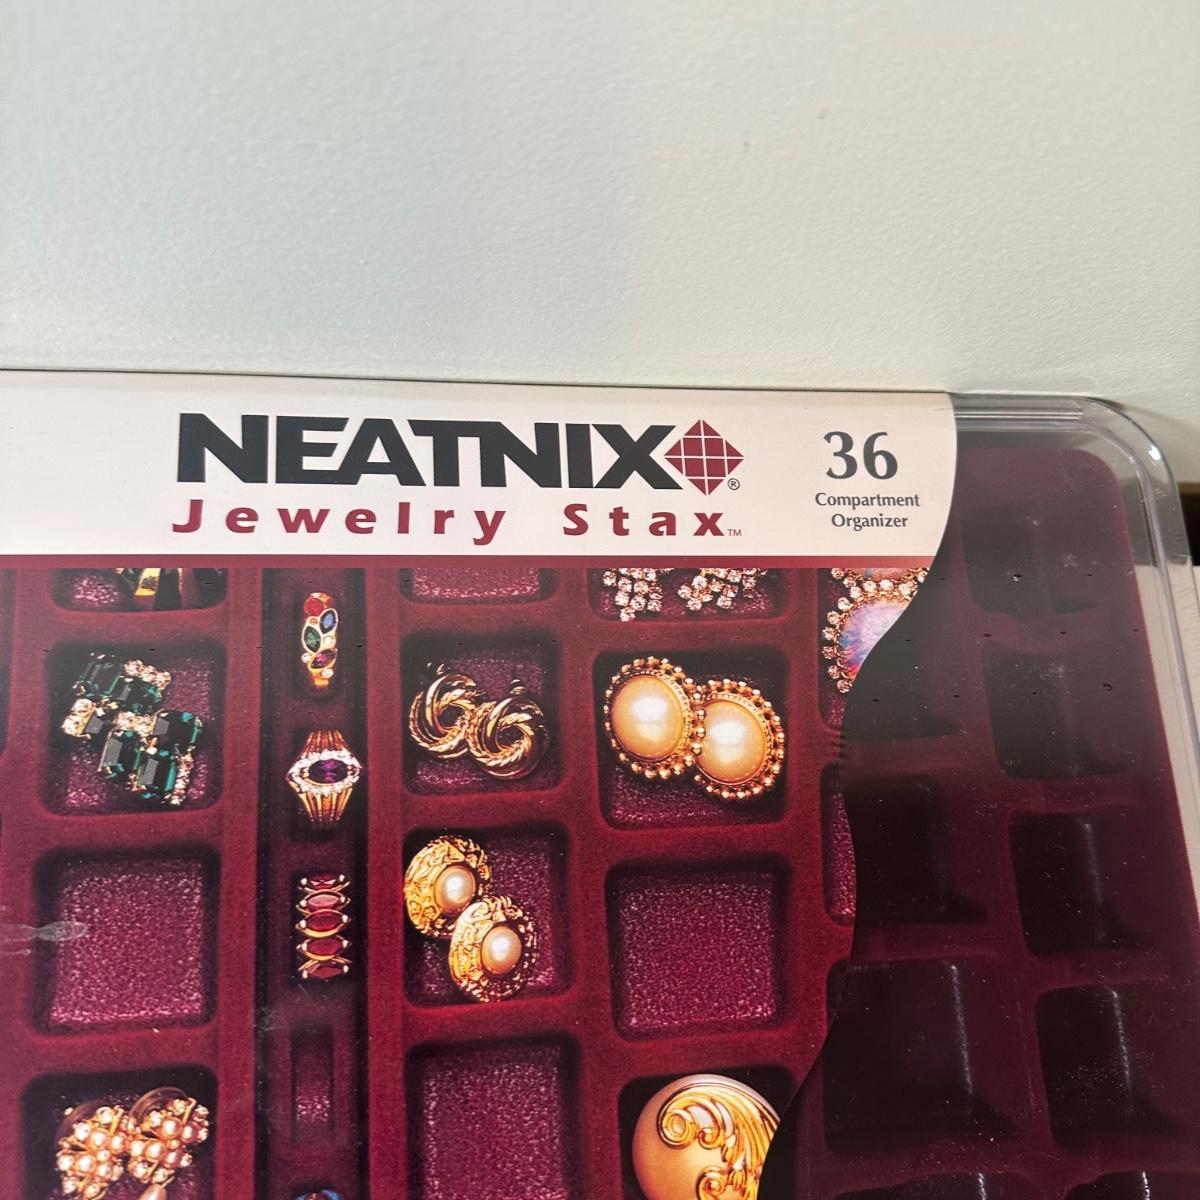 NEATNIX®
Jewelry Stax™
36
Compartment
Organizer